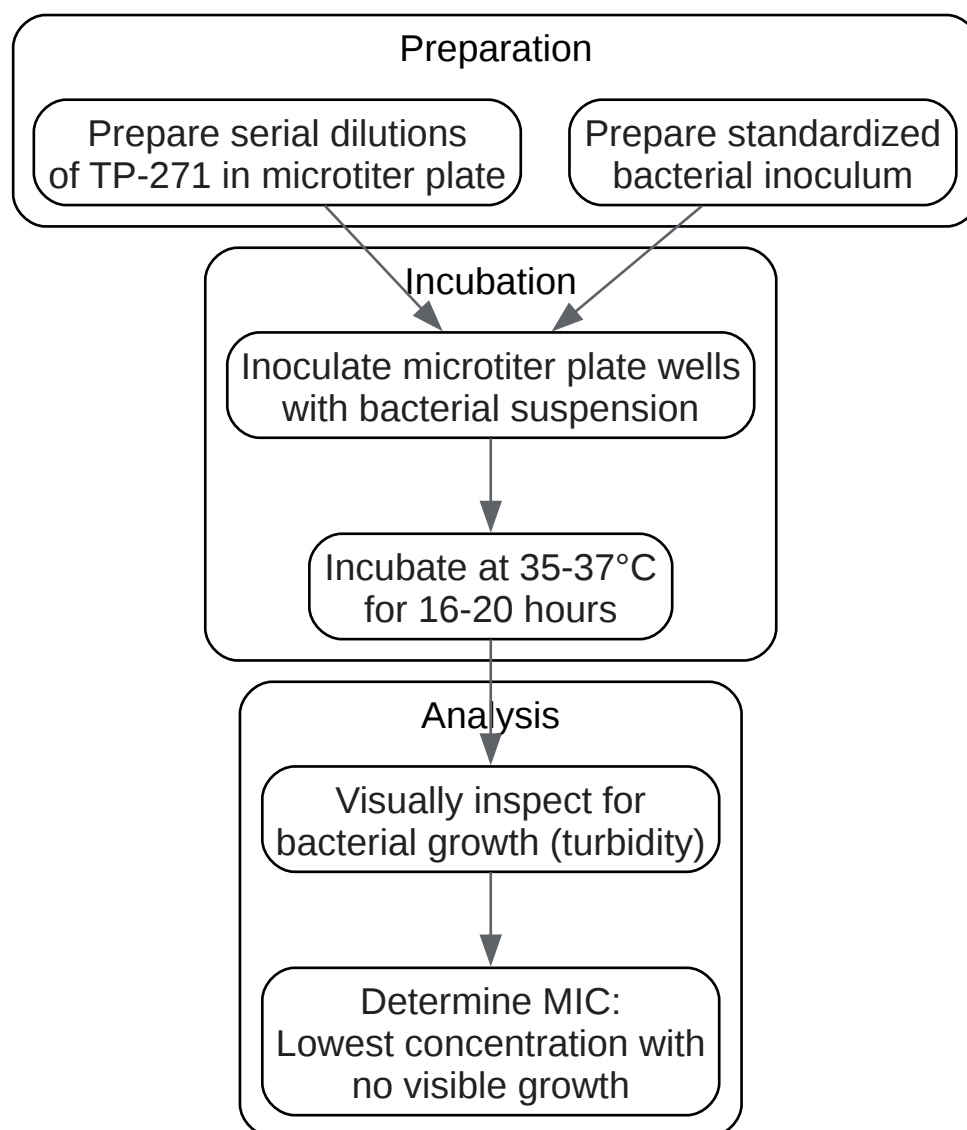 Preparation
Prepare serial dilutions
of TP-271 in microtiter plate
Prepare standardized
bacterial inoculum
Incubation
Inoculate microtiter plate wells
with bacterial suspension
Incubate at 35-37°C
for 16-20 hours
Analysis
Visually inspect for
bacterial growth (turbidity)
Determine MIC:
Lowest concentration with
no visible growth